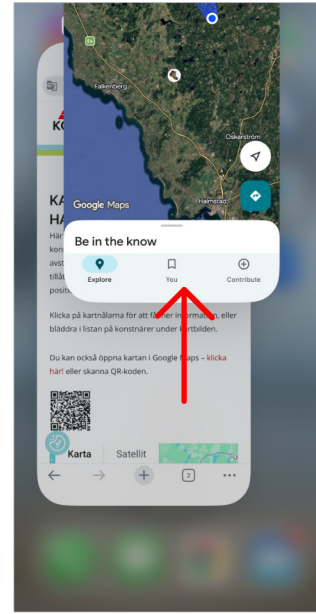 E6
Falkenberg
Oskarström
Halmstad
Google Maps
Be in the know
Explore You Contribute
Här
Klicka på kartnålarna för att få mer information, eller
bläddra i listan på konstnärer under kartbilden.
Du kan också öppna kartan i Google Maps – klicka
här! eller skanna QR-koden.
Karta Satellit
2